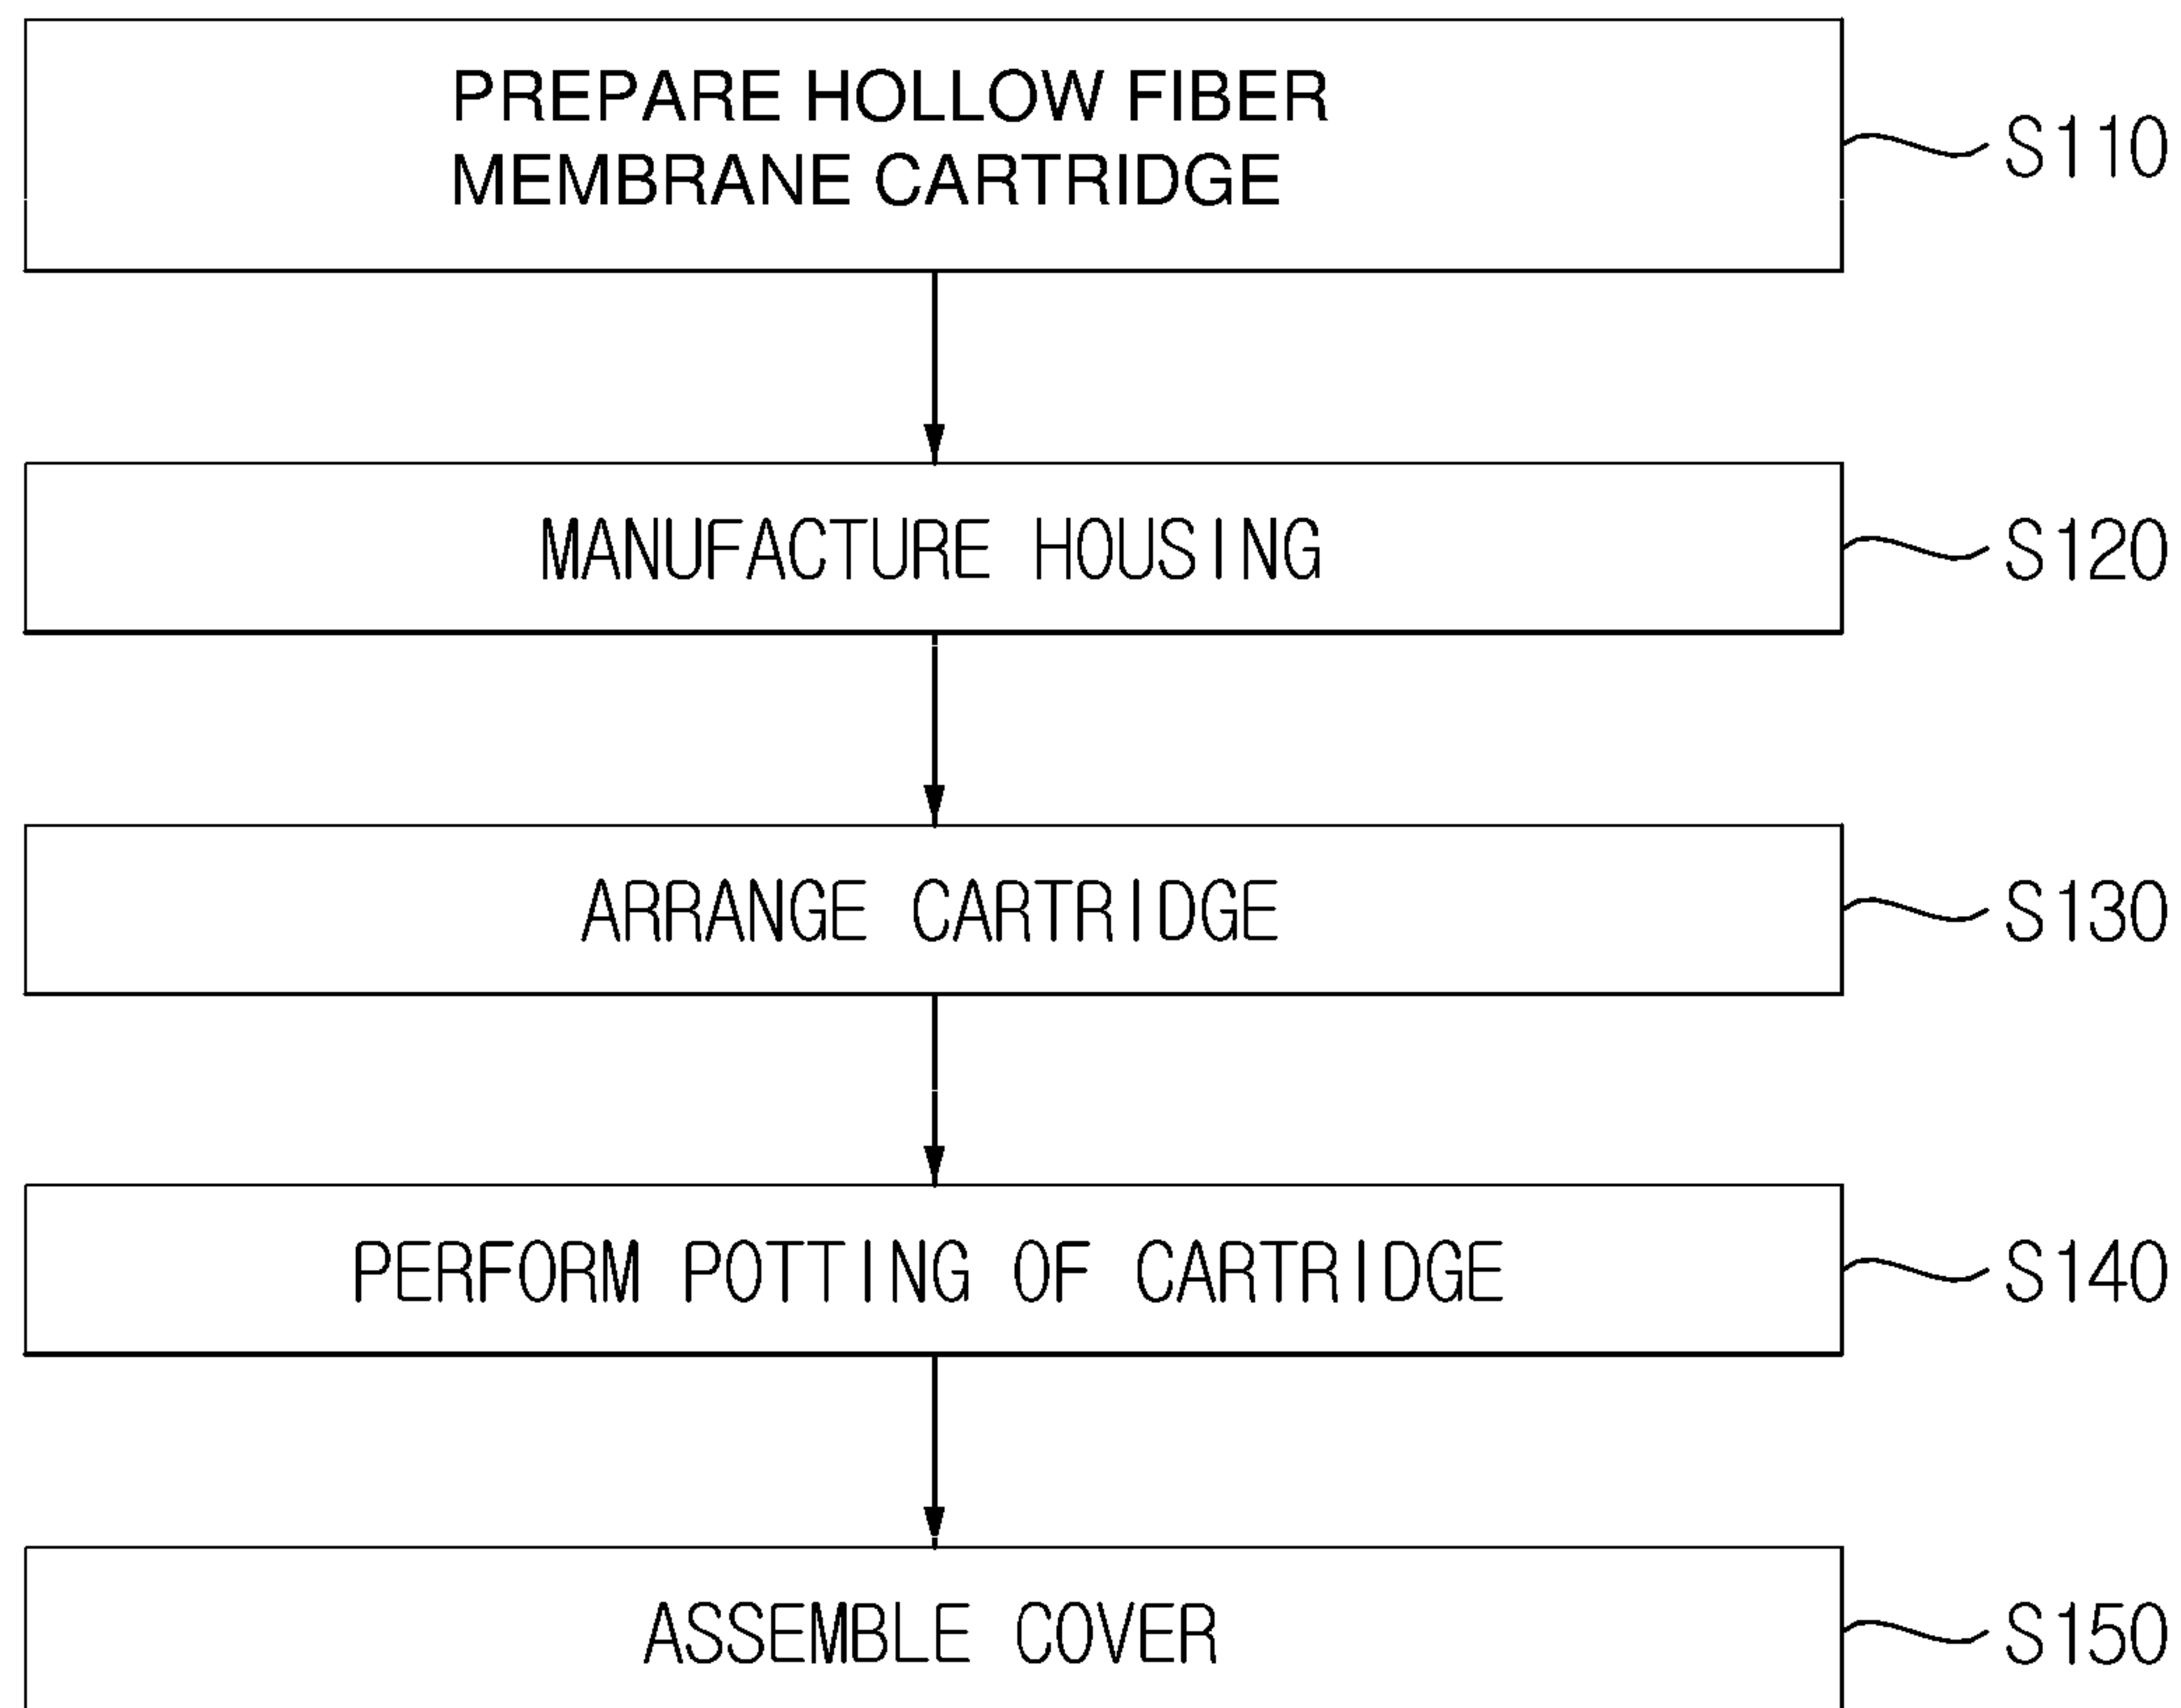 PREPARE HOLLOW FIBER
MEMBRANE CARTRIDGE
S110
MANUFACTURE HOUSING
S120
ARRANGE CARTRIDGE
S130
PERFORM POTTING OF CARTRIDGE
S140
ASSEMBLE COVER
S150